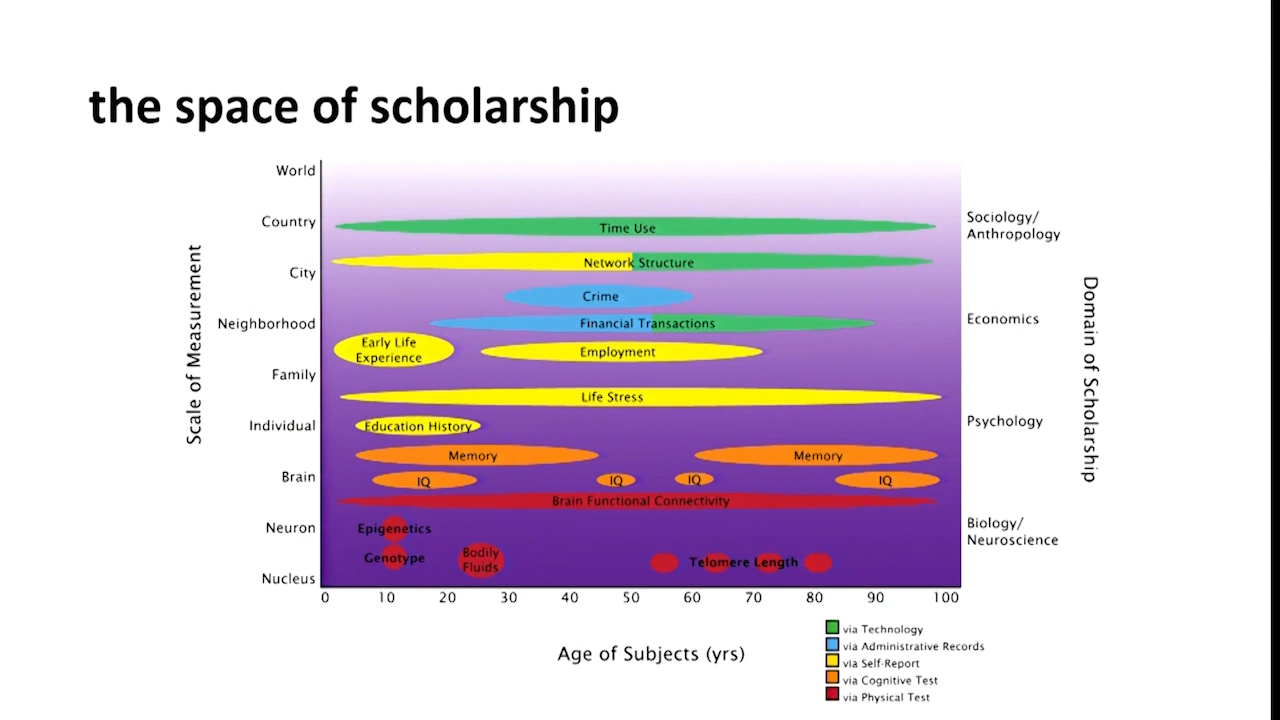 the space of scholarship
World
Country
City
Neighborhood
Family
Individual
Brain
Neuron
Nucleus
Scale of Measurement
Time Use
Network Structure
Crime
Financial Transactions
Early Life
Experience
Employment
Life Stress
Education History
Memory
Memory
IQ
IQ
IQ
IQ
Brain Functional Connectivity
Epigenetics
Genotype
Bodily
Fluids
Telomere Length
Sociology/
Anthropology
Economics
Psychology
Biology/
Neuroscience
Domain of Scholarship
0 10 20 30 40 50 60 70 80 90 100
Age of Subjects (yrs)
via Technology
via Administrative Records
via Self-Report
via Cognitive Test
via Physical Test